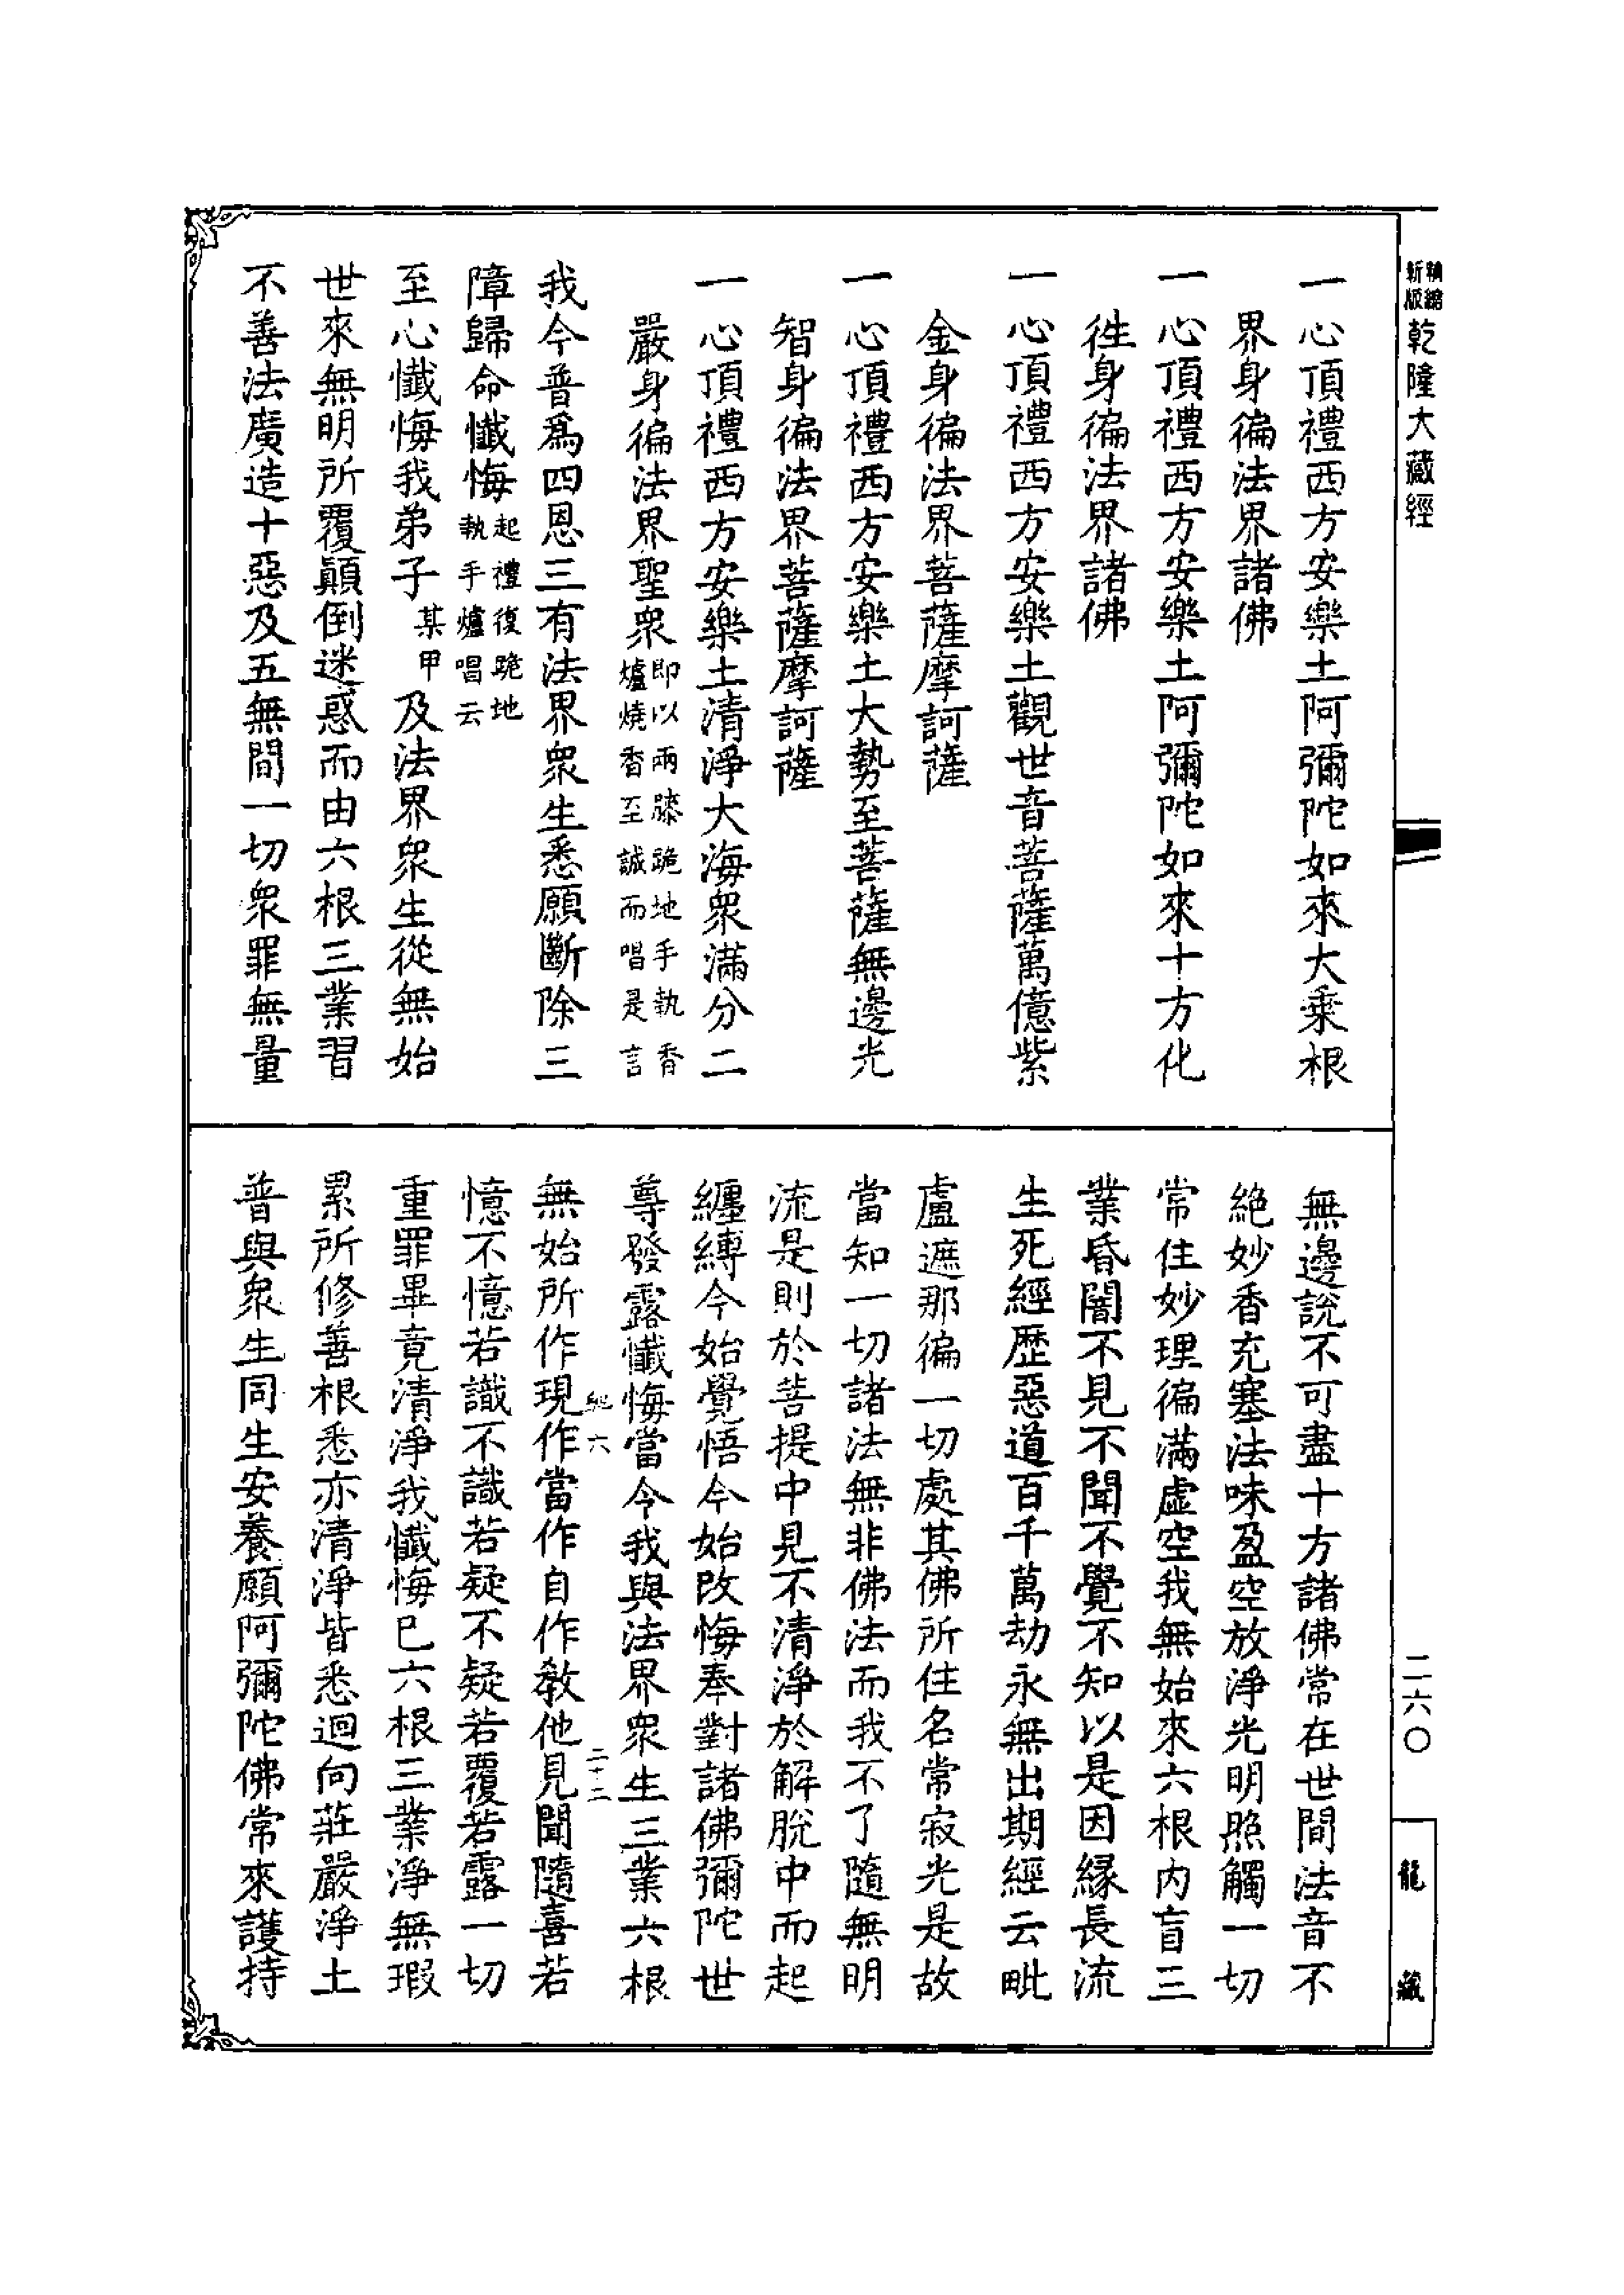 精繪新版乾隆大藏經
一心頂禮西方安樂土阿彌陀如來大乘根
界身徧法界諸佛
一心頂禮西方安樂土阿彌陀如來十方化
徃身徧法界諸佛
一心頂禮西方安樂土觀世音菩薩萬億紫
金身徧法界菩薩摩訶薩
一心頂禮西方安樂土大勢至菩薩無邊光
智身徧法界菩薩摩訶薩
一心頂禮西方安樂土清淨大海衆滿分二
嚴身徧法界聖衆即以兩膝跪地手執香爐燒香至誠而唱是言
我今普爲四恩三有法界衆生悉願斷除三
障歸命懺悔起禮復跪地執手爐唱云
至心懺悔我弟子某甲及法界衆生從無始
世來無明所覆顚倒迷惑而由六根三業習
不善法廣造十惡及五無間一切衆罪無量
無邊說不可盡十方諸佛常在世間法音不
絕妙香充塞法味盈空放淨光明照觸一切
常住妙理徧滿虛空我無始來六根內盲三
業昏闇不見不聞不覺不知以是因緣長流
生死經歷惡道百千萬劫永無出期經云毗
盧遮那徧一切處其佛所住名常寂光是故
當知一切諸法無非佛法而我不了隨無明
流是則於菩提中見不清淨於解脫中而起
纏縛今始覺悟今始改悔奉對諸佛彌陀世
尊發露懺悔當令我與法界衆生三業六根
六 二十二
無始所作現作當作自作教他見聞隨喜若
憶不憶若識不識若疑不疑若覆若露一切
重罪畢竟清淨我懺悔已六根三業淨無瑕
累所修善根悉亦清淨皆悉迴向莊嚴淨土
普與衆生同生安養願阿彌陀佛常來護持
二六〇
龍藏